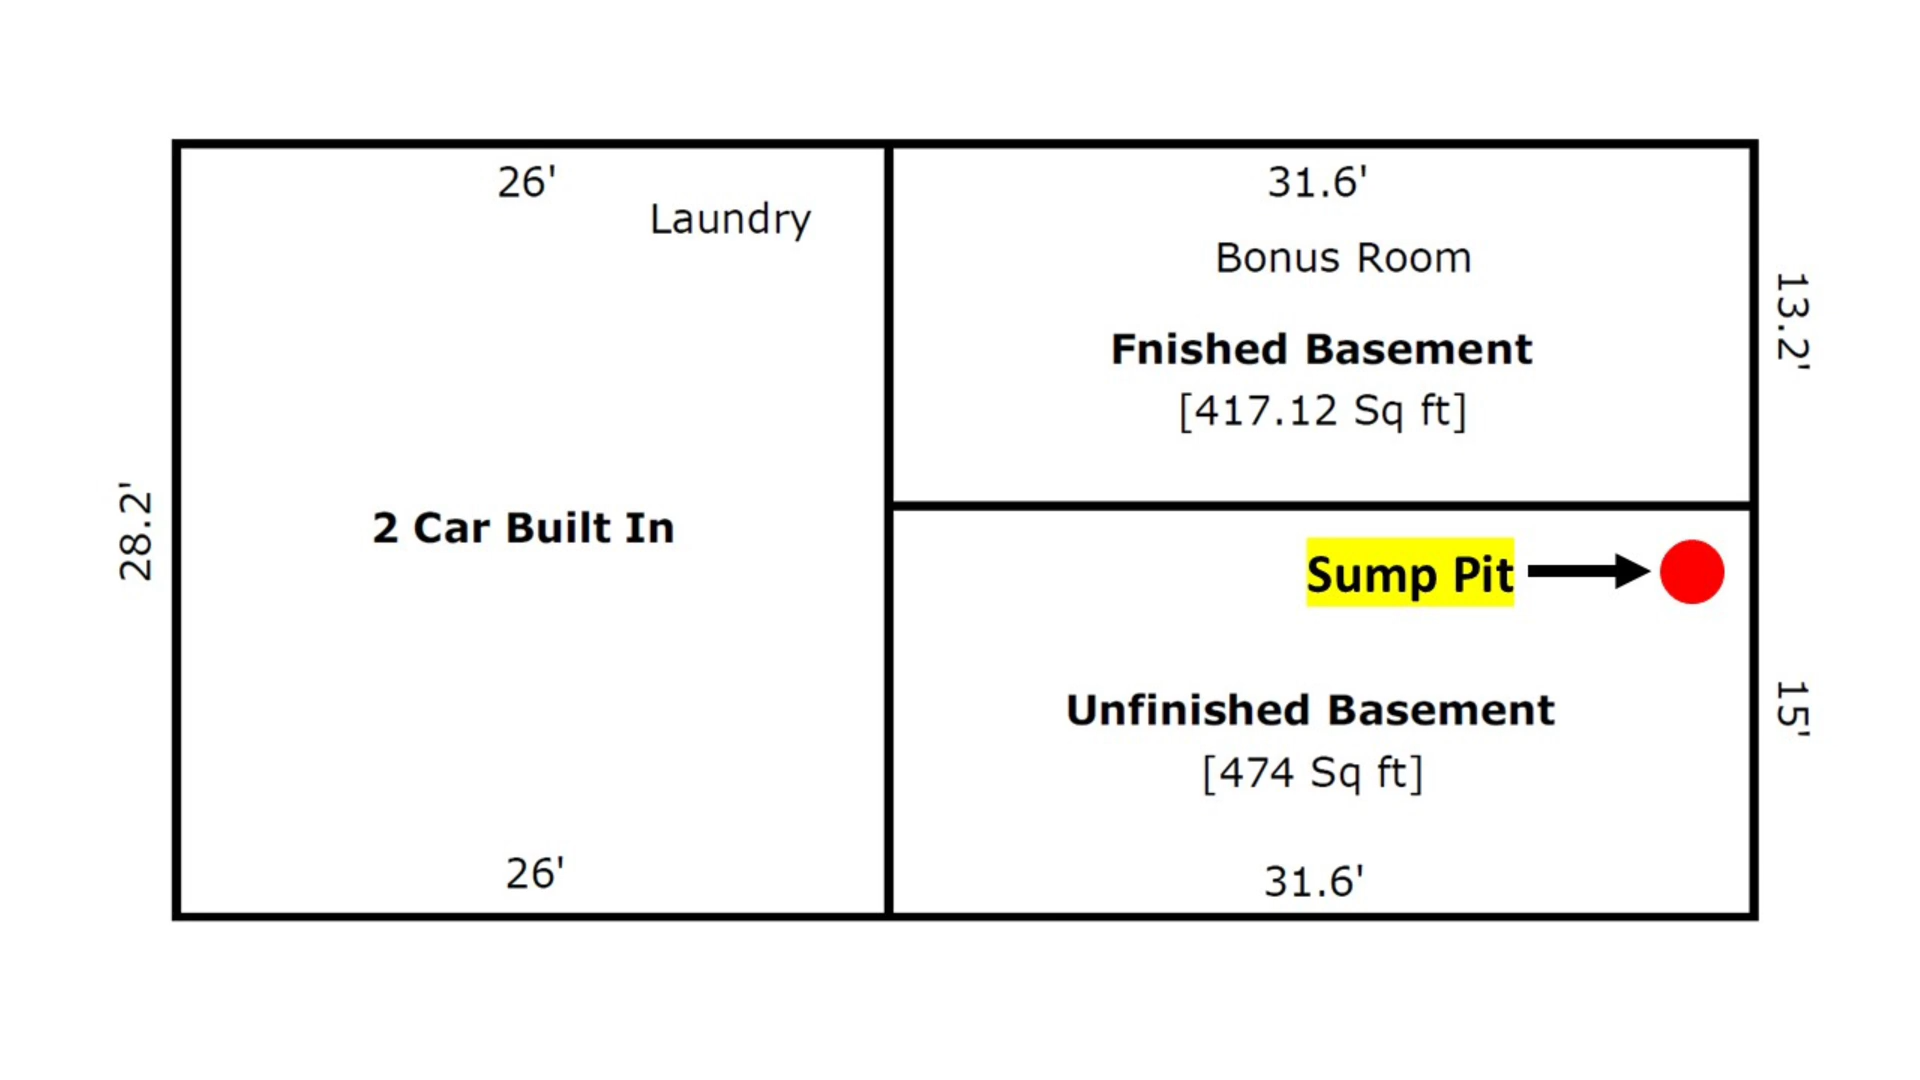 26'
Laundry
31.6'
Bonus Room
Fnished Basement
[417.12 Sq ft]
13.2'
28.2'
2 Car Built In
Sump Pit
Unfinished Basement
[474 Sq ft]
15'
26'
31.6'